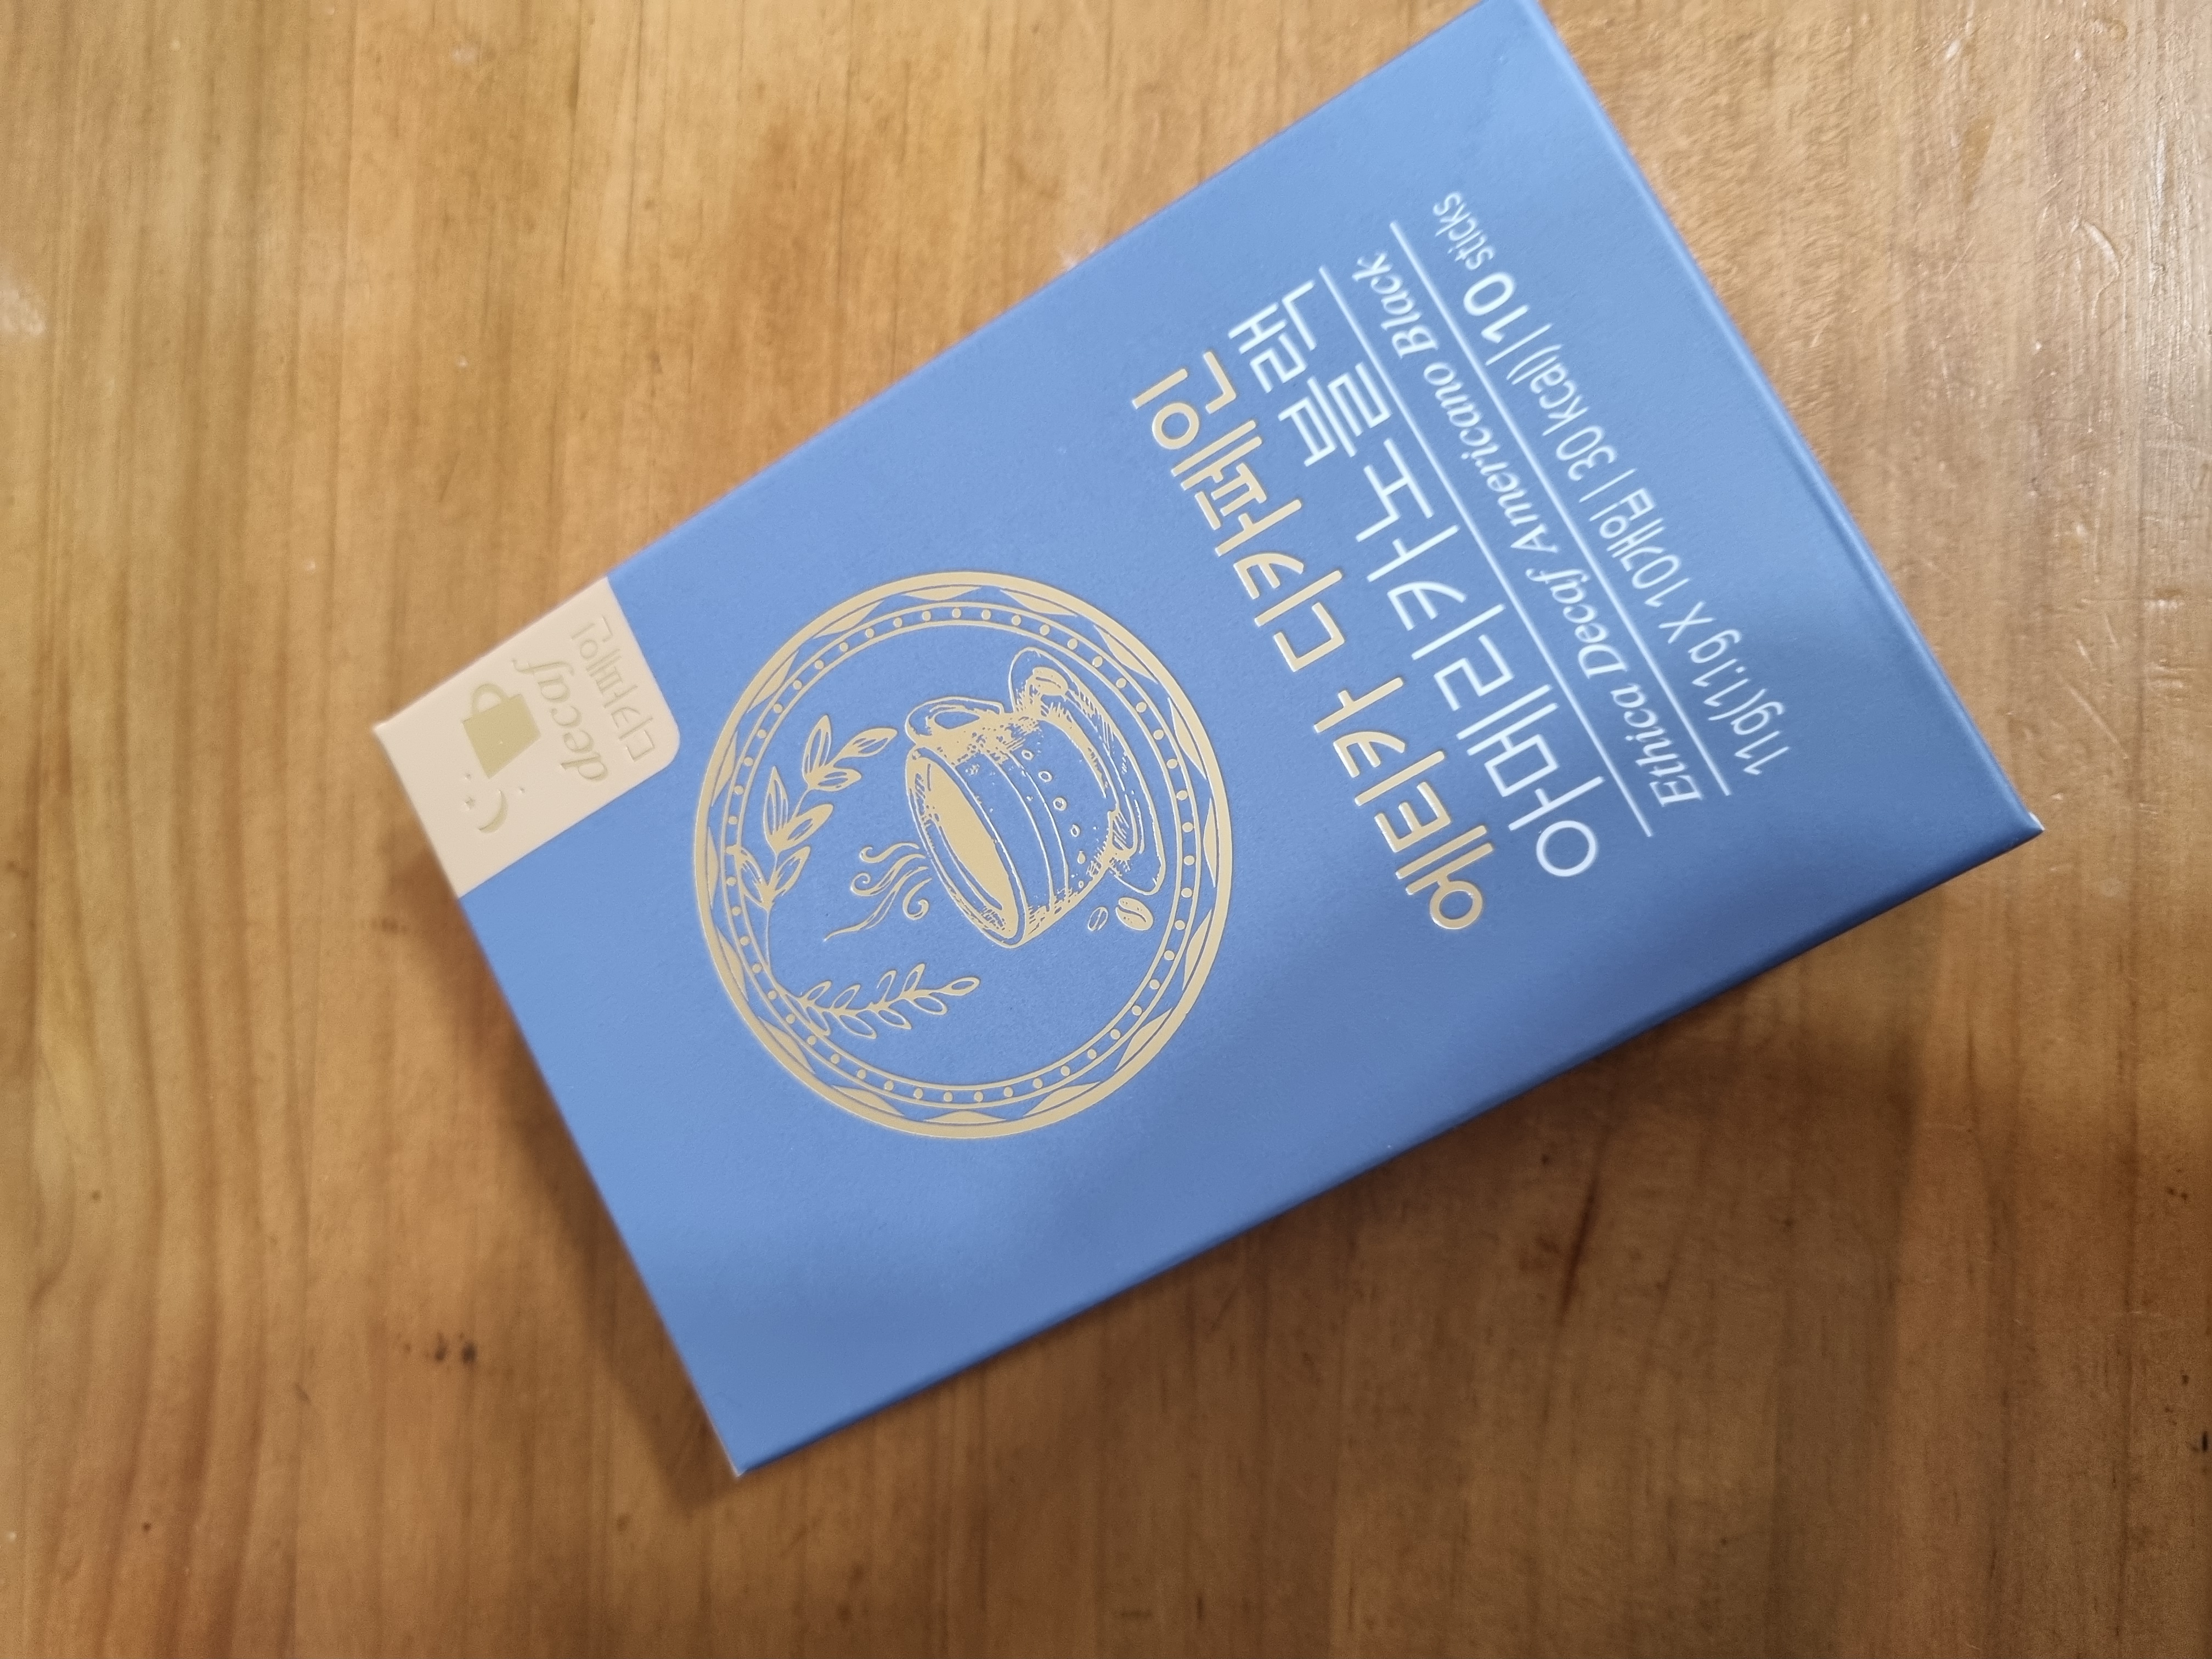 decaf
디카페인
에티카 디카페인
아메리카노 블랙
Ethica Decaf Americano Black
11g(1.1g X 10개입 | 30 kcal) | 10 sticks